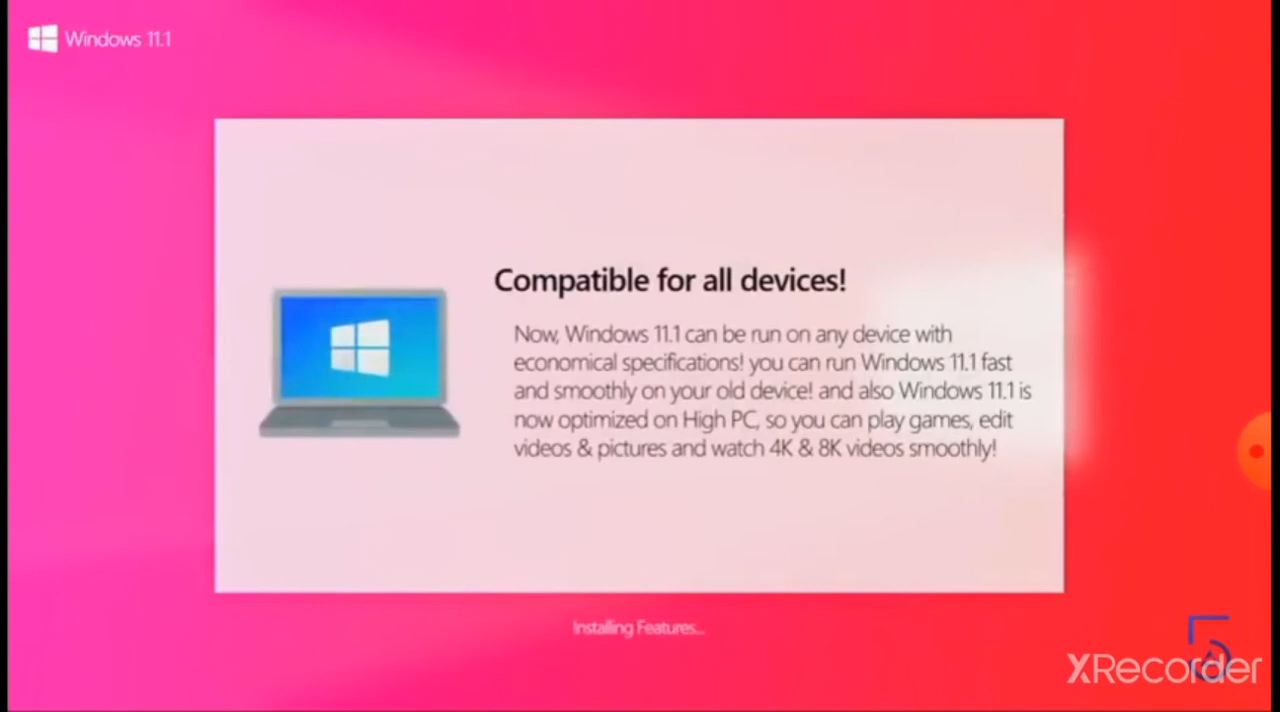 Windows 11.1
Compatible for all devices!
Now, Windows 11.1 can be run on any device with
economical specifications! you can run Windows 11.1 fast
and smoothly on your old device! and also Windows 11.1 is
now optimized on High PC, so you can play games, edit
videos & pictures and watch 4K & 8K videos smoothly!
Installing Features...
XRecorder